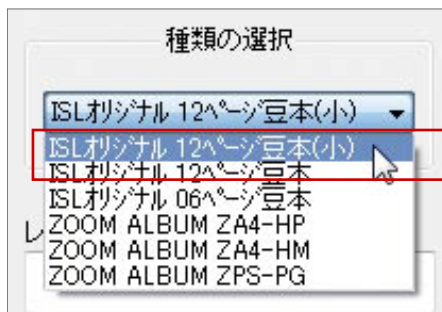 種類の選択
ISLオリジナル 12ページ豆本(小)
ISLオリジナル 12ページ豆本(小)
ISLオリジナル 12ページ豆本
ISLオリジナル 06ページ豆本
レ
ZOOM ALBUM ZA4-HP
ZOOM ALBUM ZA4-HM
ZOOM ALBUM ZPS-PG